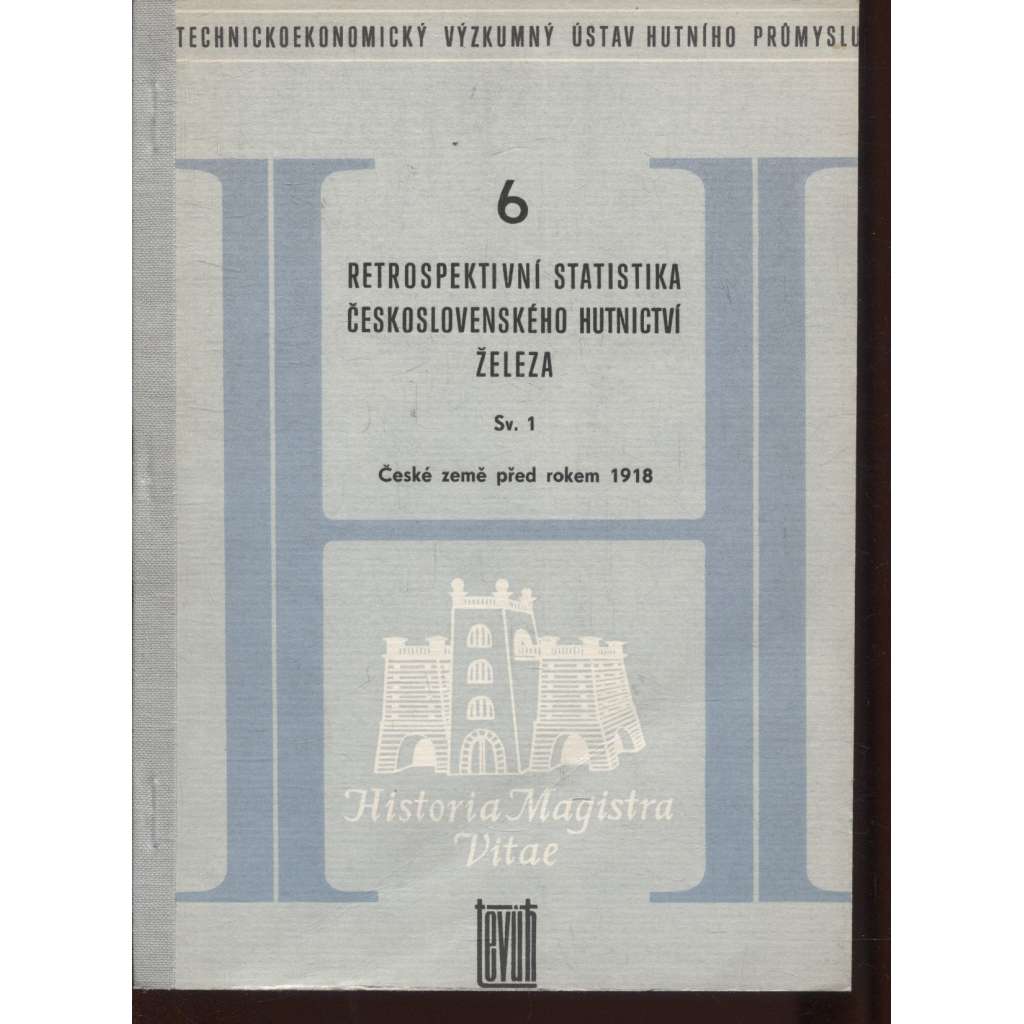 TECHNICKOEKONOMICKÝ VÝZKUMNÝ ÚSTAV HUTNÍHO PRŮMYSLU
6
RETROSPEKTIVNÍ STATISTIKA
ČESKOSLOVENSKÉHO HUTNICTVÍ
ŽELEZA
Sv. 1
České země před rokem 1918
Historia Magistra
Vitae
tevúh